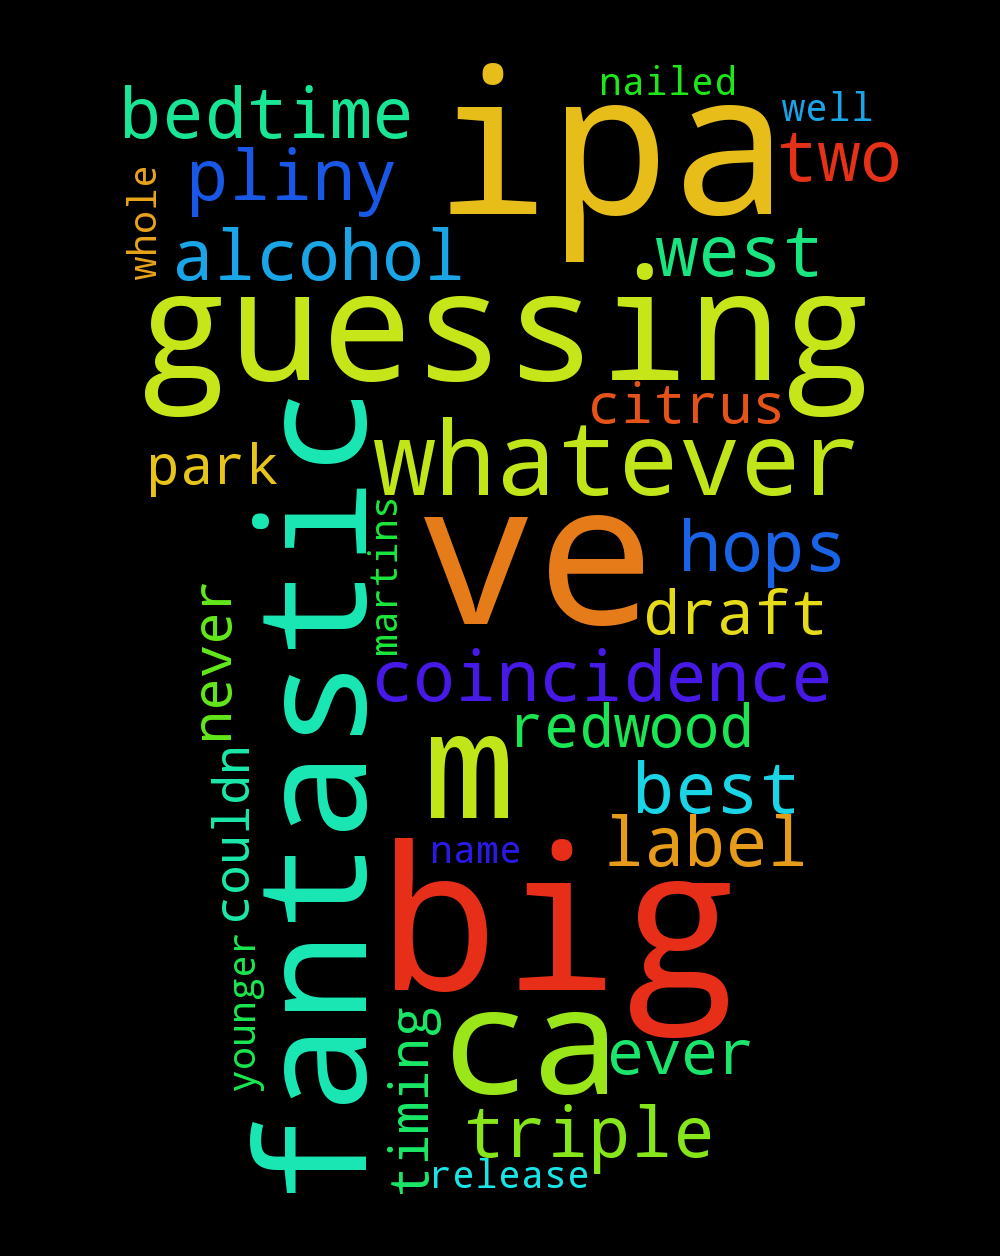 nailed
ipa
well
bedtime
two
pliny
whole
alcohol
west
guessing
citrus
whatever
park
fantastic
martins
ve
hops
draft
never
coincidence
redwood
m
couldn
best
label
name
big
younger
timing
ca
ever
triple
release